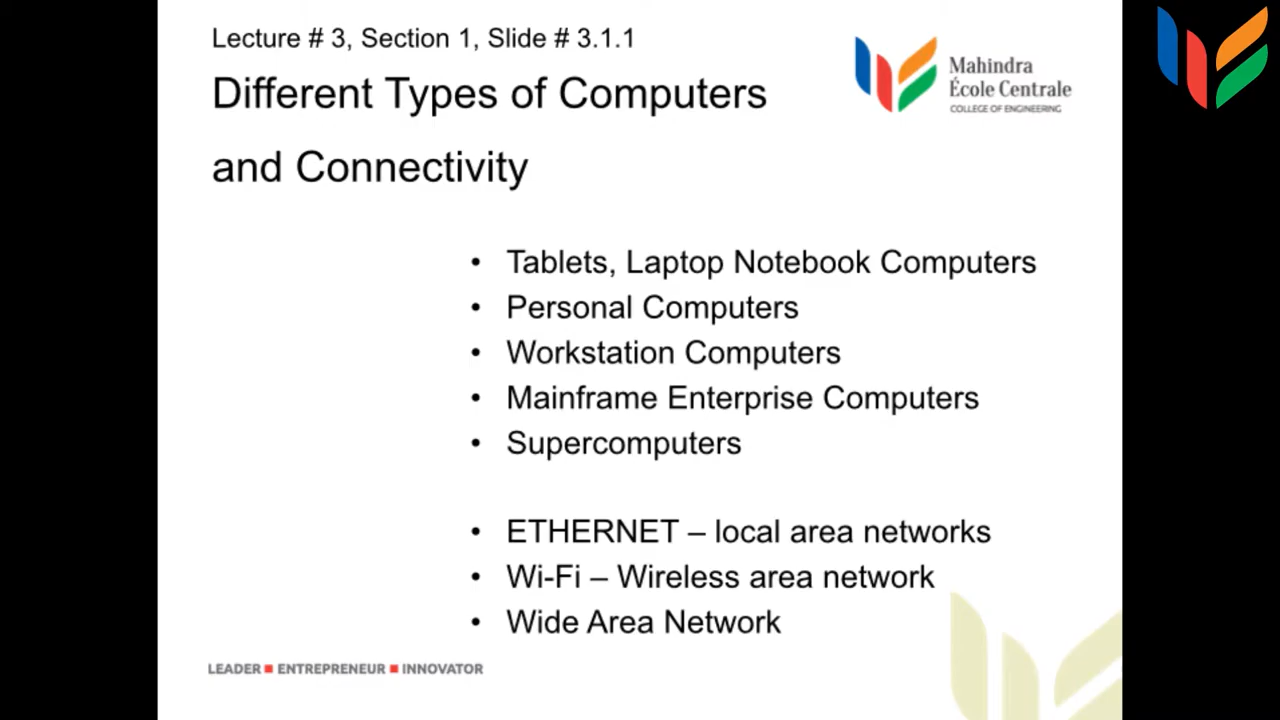 Lecture # 3, Section 1, Slide # 3.1.1
Different Types of Computers
and Connectivity
Mahindra
École Centrale
COLLEGE OF ENGINEERING
• Tablets, Laptop Notebook Computers
• Personal Computers
• Workstation Computers
• Mainframe Enterprise Computers
• Supercomputers
• ETHERNET – local area networks
• Wi-Fi – Wireless area network
• Wide Area Network
LEADER ■ ENTREPRENEUR ■ INNOVATOR